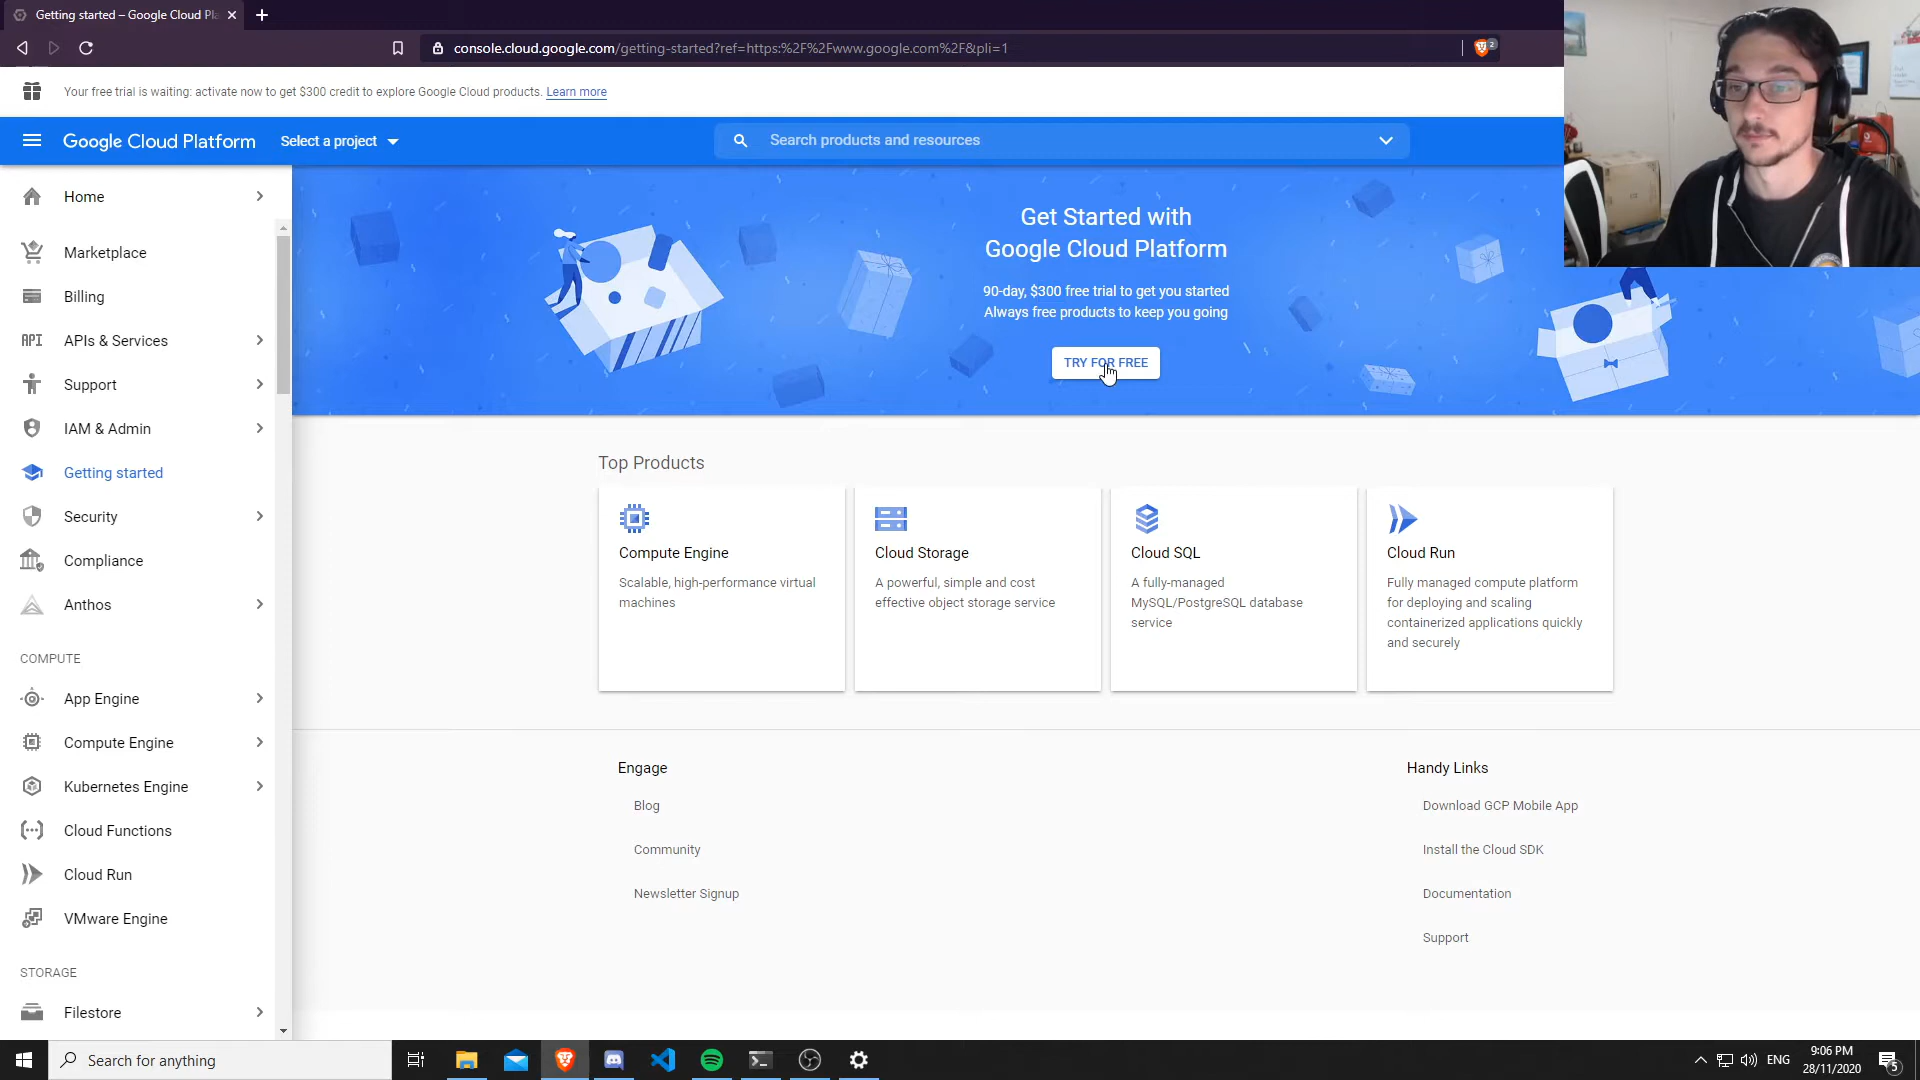 Getting started – Google Cloud Pla
console.cloud.google.com/getting-started?ref=https:%2F%2Fwww.google.com%2F&pli=1
2
Your free trial is waiting: activate now to get $300 credit to explore Google Cloud products. Learn more
Google Cloud Platform
Select a project
Search products and resources
Home
Marketplace
Billing
API
APIs & Services
Support
IAM & Admin
Getting started
Security
Compliance
Anthos
COMPUTE
App Engine
Compute Engine
Kubernetes Engine
Cloud Functions
Cloud Run
VMware Engine
STORAGE
Filestore
Get Started with
Google Cloud Platform
90-day, $300 free trial to get you started
Always free products to keep you going
TRY FOR FREE
Top Products
Compute Engine
Scalable, high-performance virtual
machines
Cloud Storage
A powerful, simple and cost
effective object storage service
Cloud SQL
A fully-managed
MySQL/PostgreSQL database
service
Cloud Run
Fully managed compute platform
for deploying and scaling
containerized applications quickly
and securely
Engage
Blog
Community
Newsletter Signup
Handy Links
Download GCP Mobile App
Install the Cloud SDK
Documentation
Support
Search for anything
ENG
9:06 PM
28/11/2020
5